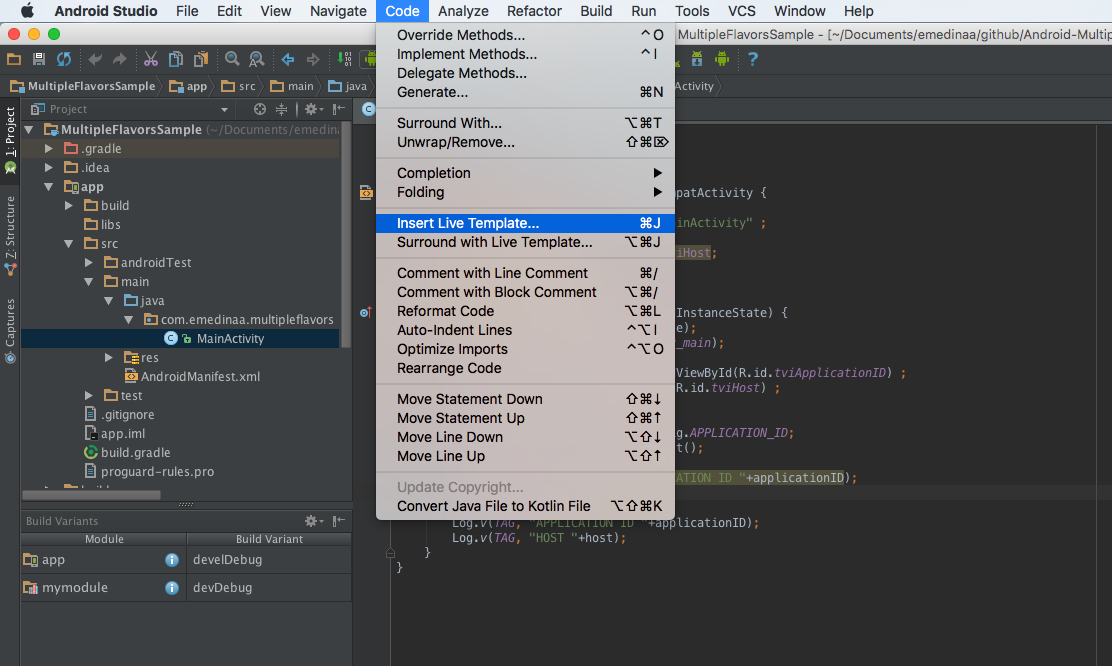 Android Studio File Edit View Navigate Code Analyze Refactor Build Run Tools VCS Window Help
MultipleFlavorsSample - [~/Documents/emedinaa/github/Android-Multip
MultipleFlavorsSample app src main java
Activity
Project
1: Project
Z: Structure
Captures
MultipleFlavorsSample (~/Documents/emedina
.gradle
.idea
app
build
libs
src
androidTest
main
java
com.emedinaa.multipleflavors
MainActivity
res
AndroidManifest.xml
test
.gitignore
app.iml
build.gradle
proguard-rules.pro
Build Variants
Module Build Variant
app develDebug
mymodule devDebug
Override Methods... ^O
Implement Methods... ^I
Delegate Methods...
Generate... ⌘N
Surround With... ⌥⌘T
Unwrap/Remove... ⇧⌘⌦
Completion ▶
Folding ▶
Insert Live Template... ⌘J
Surround with Live Template... ⌥⌘J
Comment with Line Comment ⌘/
Comment with Block Comment ⌥⌘/
Reformat Code ⌥⌘L
Auto-Indent Lines ^⌥I
Optimize Imports ^⌥O
Rearrange Code
Move Statement Down ⇧⌘↓
Move Statement Up ⇧⌘↑
Move Line Down ⌥⇧↓
Move Line Up ⌥⇧↑
Update Copyright...
Convert Java File to Kotlin File ⌥⇧⌘K
patActivity {
inActivity" ;
iHost;
InstanceState) {
e);
_main);
ViewById(R.id.tviApplicationID) ;
R.id.tviHost) ;
g.APPLICATION_ID;
t();
ATION ID "+applicationID);
Log.v(TAG, "APPLICATION ID "+applicationID);
Log.v(TAG, "HOST "+host);
}
}